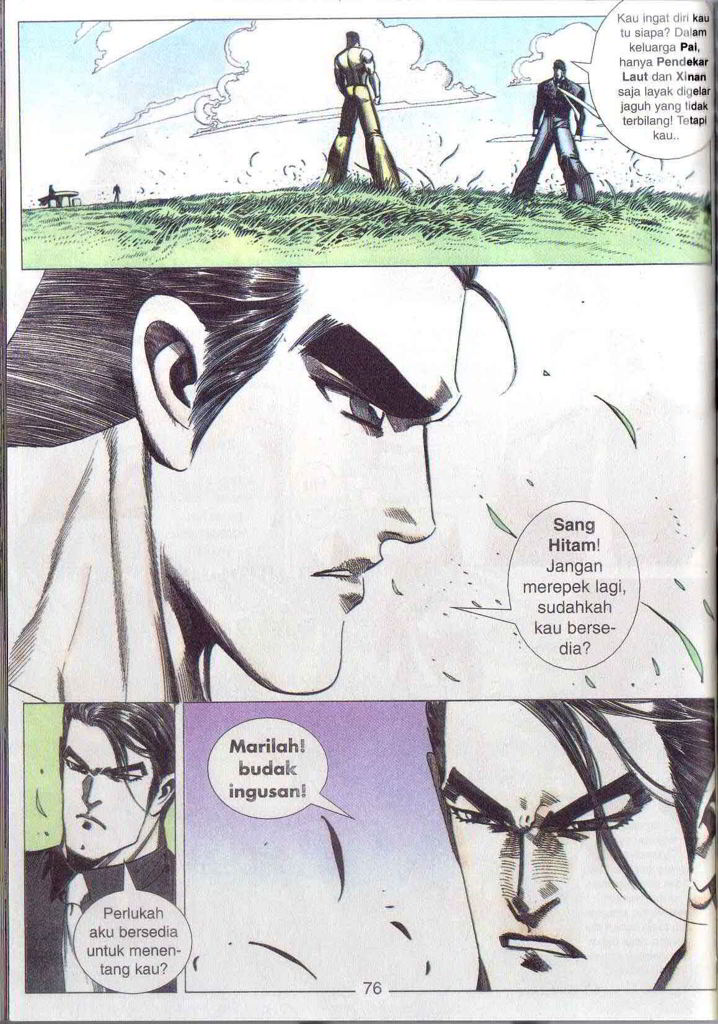 Kau ingat diri kau
tu siapa? Dalam
keluarga Pai,
hanya Pendekar
Laut dan Xinan
saja layak digelar
jaguh yang tidak
terbilang! Tetapi
kau..
Sang
Hitam!
Jangan
merepek lagi,
sudahkah
kau berse-
dia?
Perlukah
aku bersedia
untuk menen-
tang kau?
Marilah!
budak
ingusan!
76